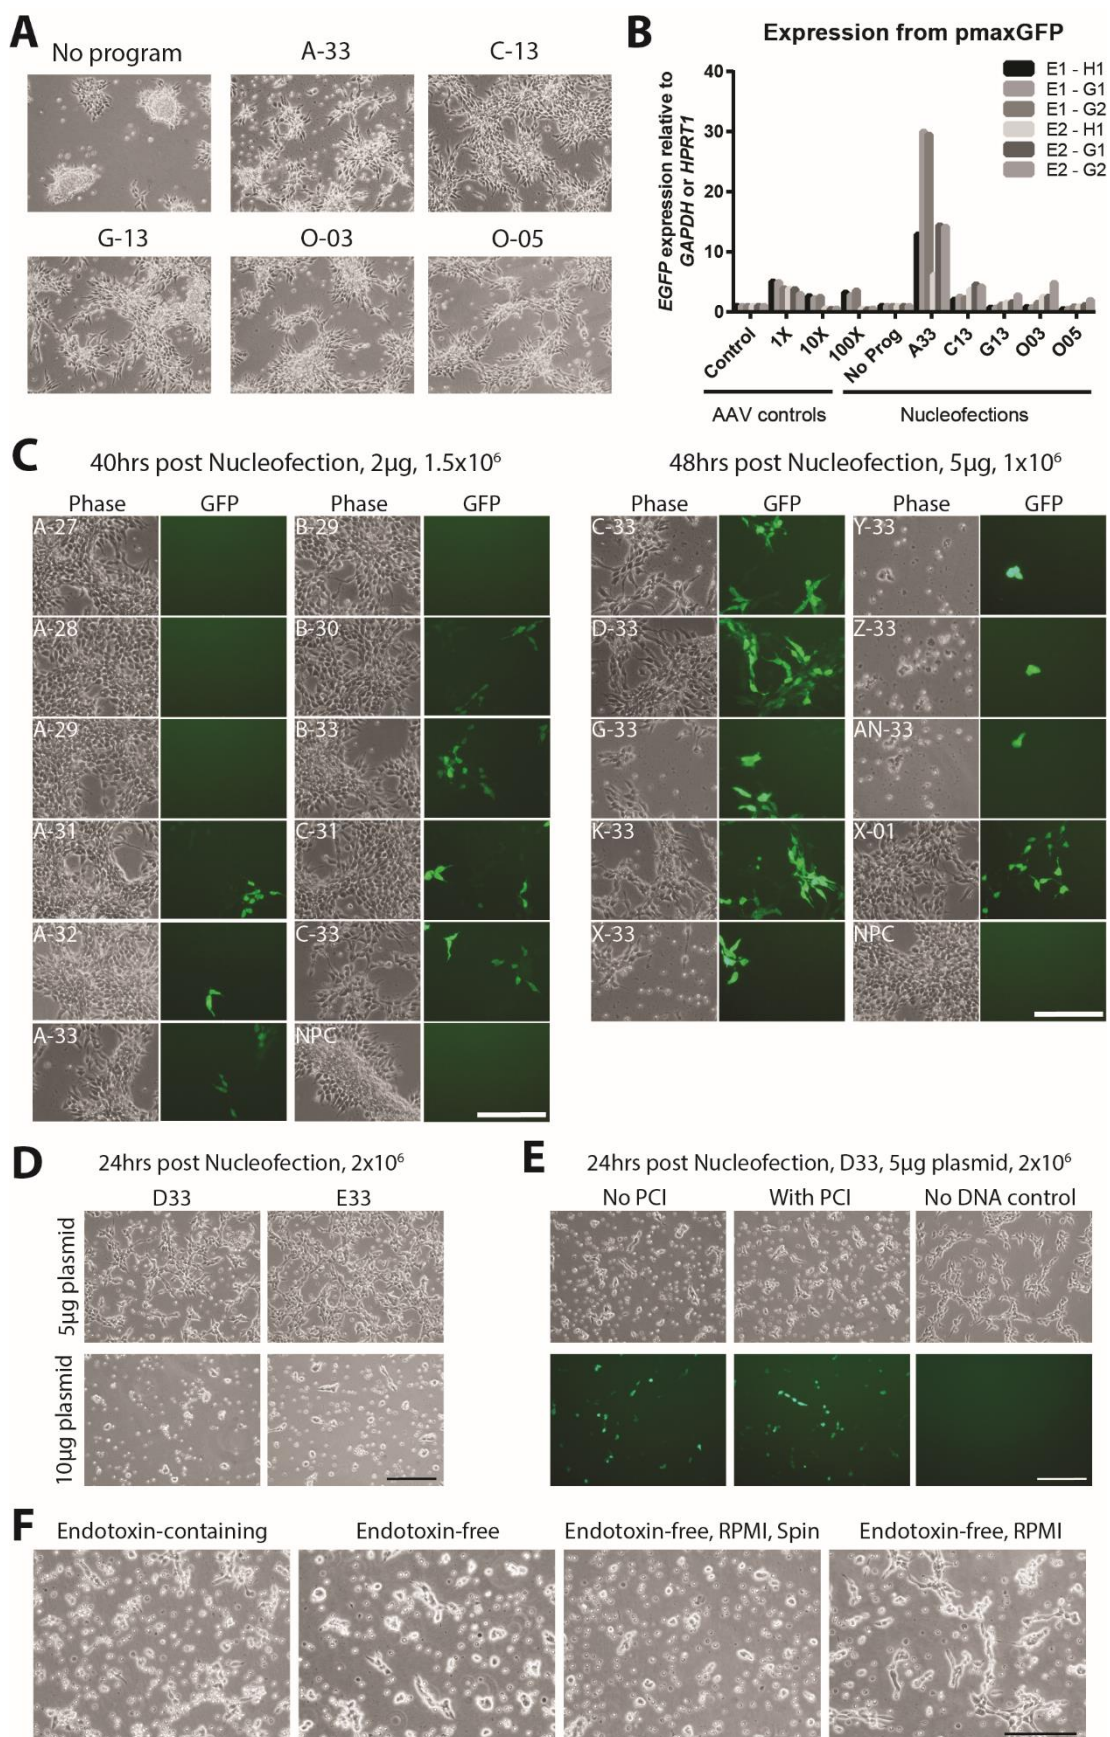 A
No program
A-33
C-13
G-13
O-03
O-05
B
Expression from pmaxGFP
EGFP expression relative to
GAPDH or HPRT1
40
30
20
10
0
E1 - H1
E1 - G1
E1 - G2
E2 - H1
E2 - G1
E2 - G2
Control
1X
10X
100X
No Prog
A33
C13
G13
O03
O05
AAV controls
Nucleofections
C
40hrs post Nucleofection, 2µg, 1.5x10⁶
Phase GFP Phase GFP
A-27 B-29
A-28 B-30
A-29 B-33
A-31 C-31
A-32 C-33
A-33 NPC
48hrs post Nucleofection, 5µg, 1x10⁶
Phase GFP Phase GFP
C-33 Y-33
D-33 Z-33
G-33 AN-33
K-33 X-01
X-33 NPC
D
24hrs post Nucleofection, 2x10⁶
D33 E33
5µg plasmid
10µg plasmid
E
24hrs post Nucleofection, D33, 5µg plasmid, 2x10⁶
No PCI With PCI No DNA control
F
Endotoxin-containing
Endotoxin-free
Endotoxin-free, RPMI, Spin
Endotoxin-free, RPMI